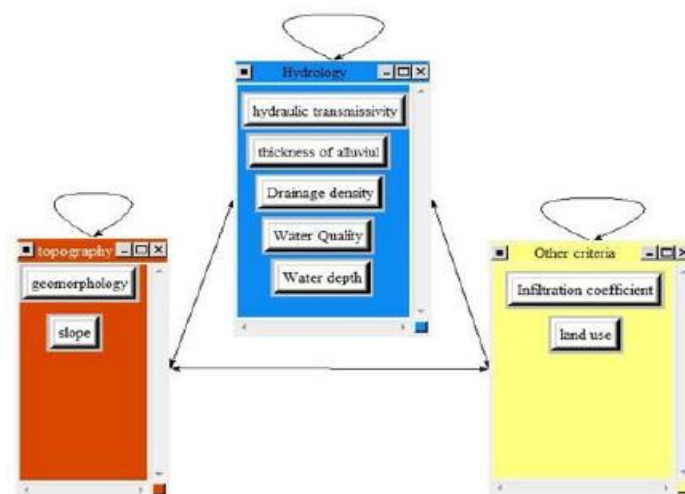 Hydrology
hydraulic transmissivity
thickness of alluviul
Drainage density
Water Quality
Water depth
topography
geomorphology
slope
Other criteria
Infiltration coefficient
land use